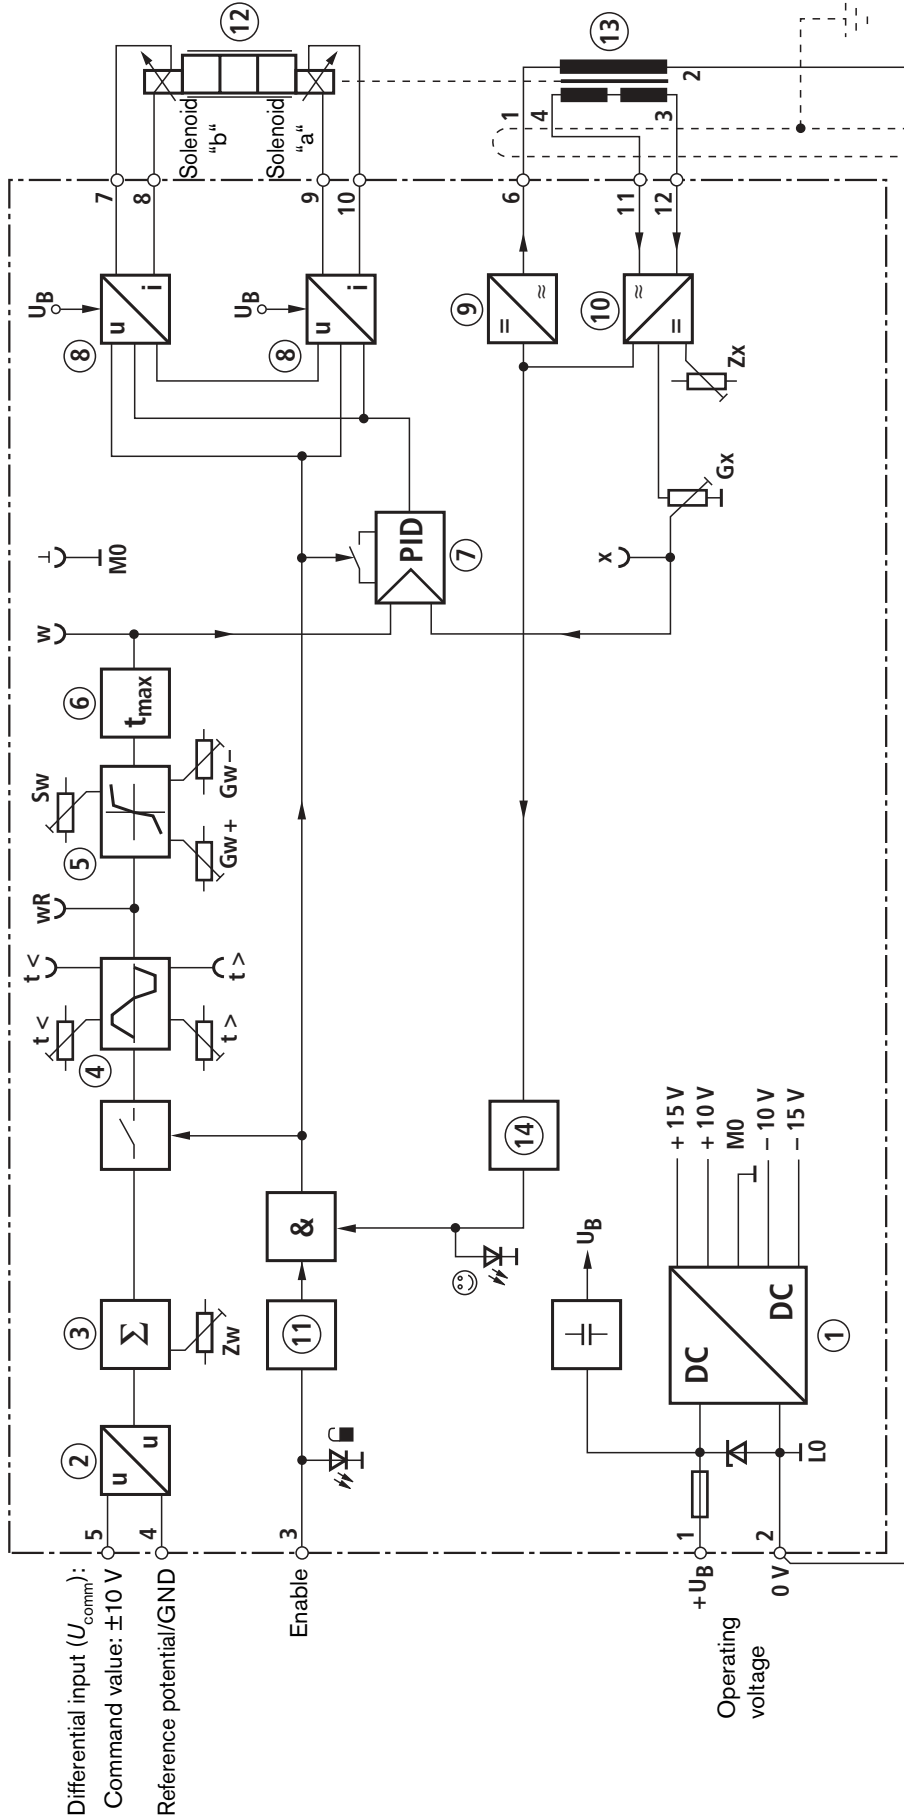 Differential input (Ucomm):
Command value: ±10 V
Reference potential/GND
Enable
Operating
voltage
+UB
0 V
5
4
3
1
2
2
u
u
3
Σ
Zw
4
t <
t <
t >
t >
wR
5
Sw
Gw +
Gw −
6
tmax
w
⊥
M0
11
&
7
PID
8
UB
u
i
8
UB
u
i
7
8
9
10
Solenoid
"b"
Solenoid
"a"
12
14
UB
DC
DC
1
L0
+ 15 V
+ 10 V
M0
− 10 V
− 15 V
x
Gx
Zx
9
=
≈
10
≈
=
6
11
12
1
4
3
2
13